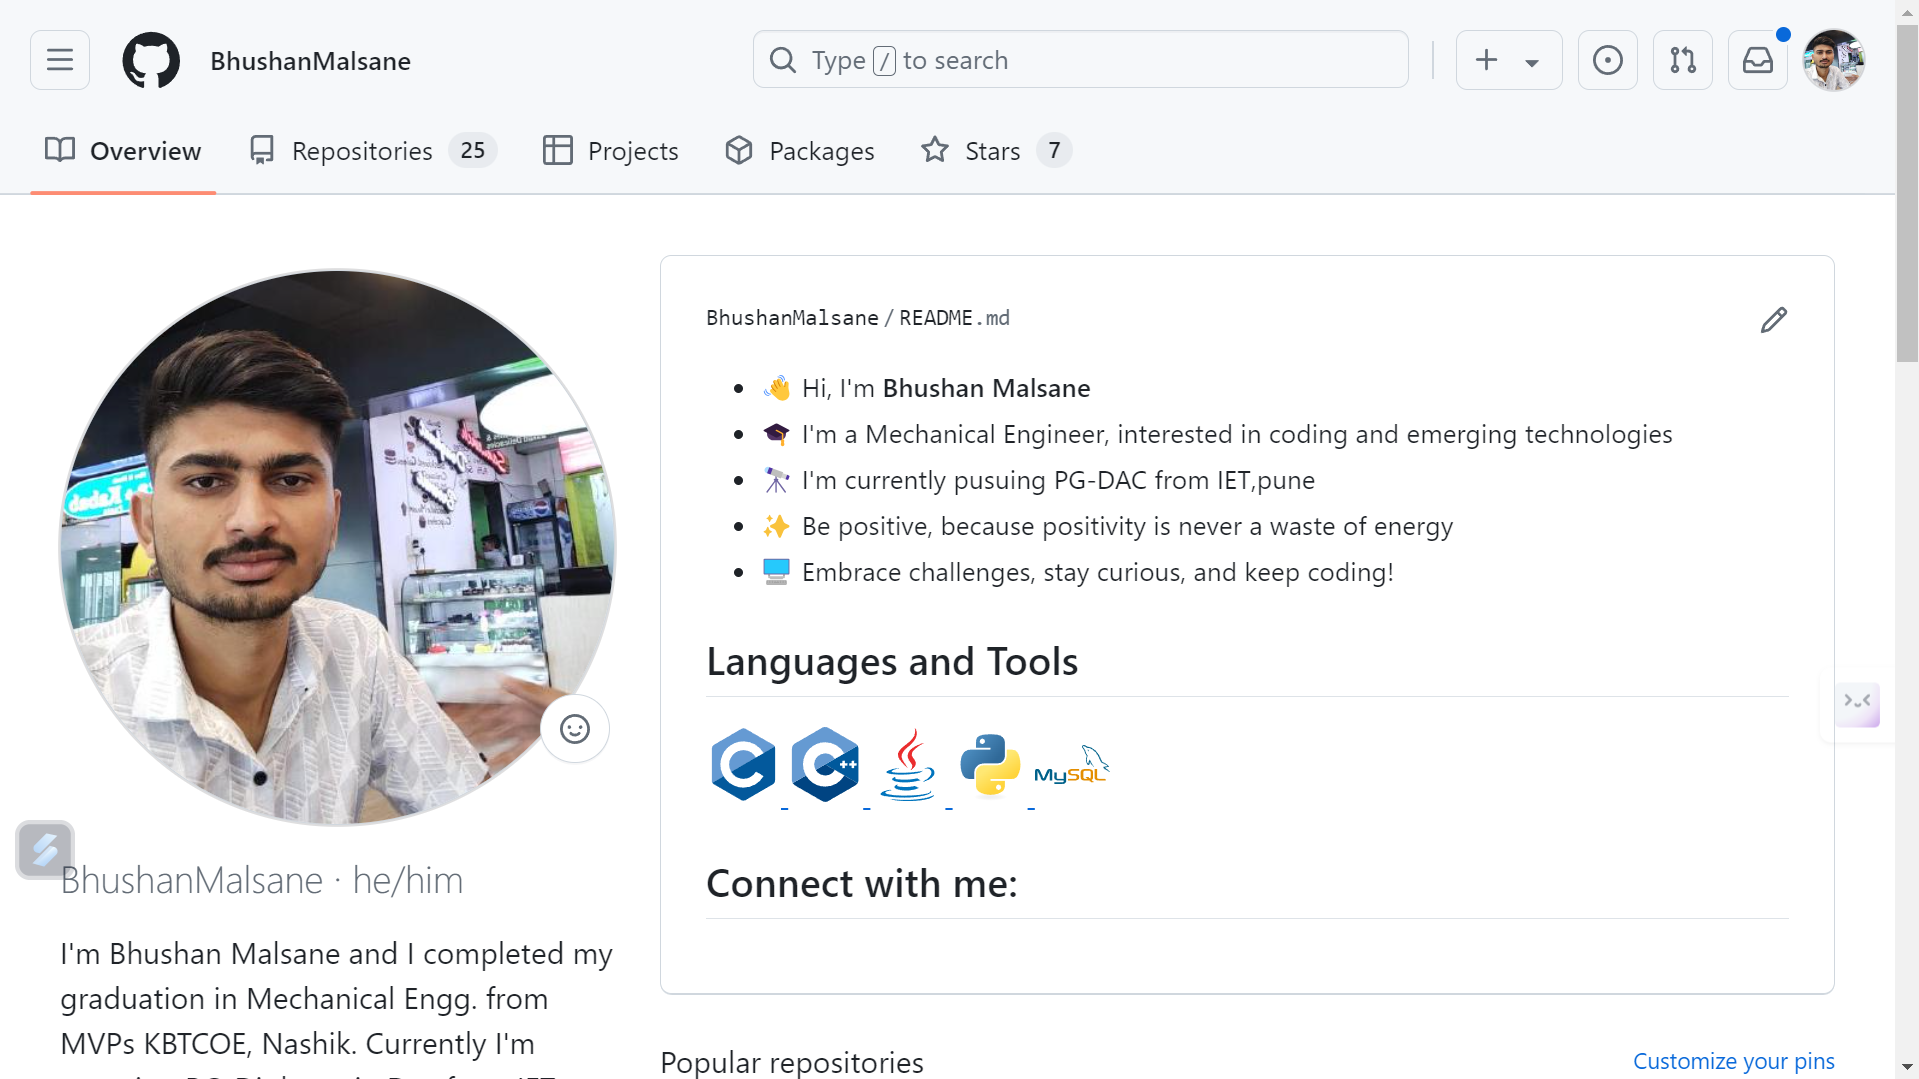 BhushanMalsane
Type / to search
Overview
Repositories 25
Projects
Packages
Stars 7
BhushanMalsane / README.md
👋 Hi, I'm Bhushan Malsane
🎓 I'm a Mechanical Engineer, interested in coding and emerging technologies
🔭 I'm currently pusuing PG-DAC from IET,pune
✨ Be positive, because positivity is never a waste of energy
🖥️ Embrace challenges, stay curious, and keep coding!
Languages and Tools
C C++ MySQL
Connect with me:
BhushanMalsane · he/him
I'm Bhushan Malsane and I completed my
graduation in Mechanical Engg. from
MVPs KBTCOE, Nashik. Currently I'm
Popular repositories
Customize your pins